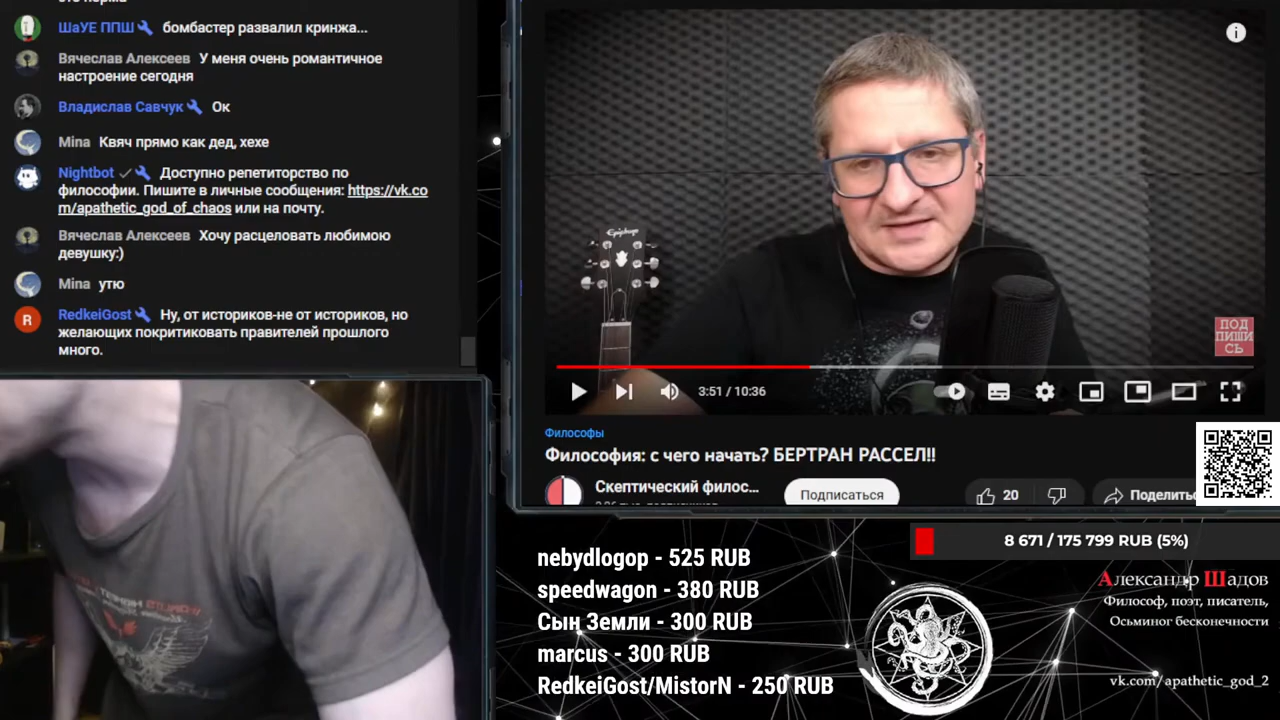 ШаУЕ ППШ бомбастер развалил кринжа...
Вячеслав Алексеев У меня очень романтичное
настроение сегодня
Владислав Савчук Ок
Mina Квяч прямо как дед, хехе
Nightbot Доступно репетиторство по
философии. Пишите в личные сообщения: https://vk.co
m/apathetic_god_of_chaos или на почту.
Вячеслав Алексеев Хочу расцеловать любимою
девушку:)
Mina утю
R
RedkeiGost Ну, от историков-не от историков, но
желающих покритиковать правителей прошлого
много.
Epiphone
ПОД
ПИШИ
СЬ
3:51 / 10:36
Философы
Философия: с чего начать? БЕРТРАН РАССЕЛ!!
Скептический филос...
Подписаться
20
Поделить
8 671 / 175 799 RUB (5%)
nebydlogop - 525 RUB
speedwagon - 380 RUB
Сын Земли - 300 RUB
marcus - 300 RUB
RedkeiGost/MistorN - 250 RUB
Александр Шадов
Философ, поэт, писатель,
Осьминог бесконечности
vk.com/apathetic_god_2